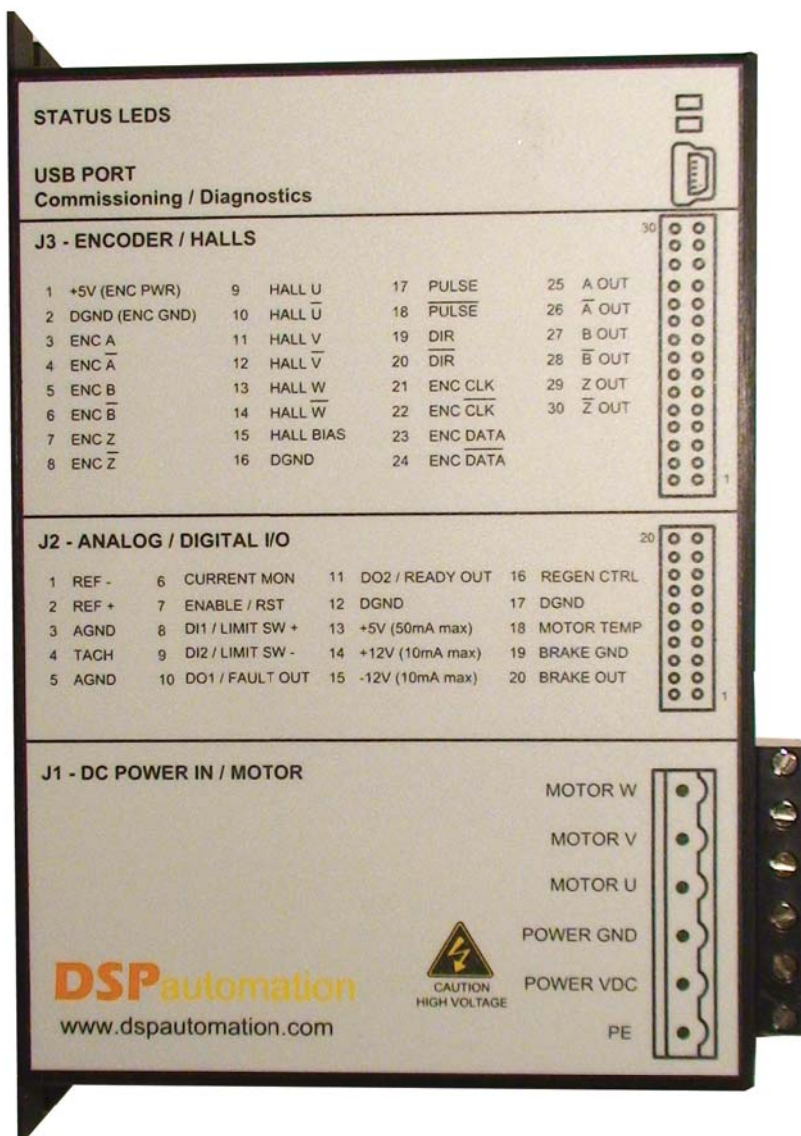 STATUS LEDS
USB PORT
Commissioning / Diagnostics
J3 - ENCODER / HALLS
30
1 +5V (ENC PWR) 9 HALL U 17 PULSE 25 A OUT
2 DGND (ENC GND) 10 HALL U̅ 18 P̅U̅L̅S̅E̅ 26 A̅ OUT
3 ENC A 11 HALL V 19 DIR 27 B OUT
4 ENC A̅ 12 HALL V̅ 20 D̅I̅R̅ 28 B̅ OUT
5 ENC B 13 HALL W 21 ENC CLK 29 Z OUT
6 ENC B̅ 14 HALL W̅ 22 ENC C̅L̅K̅ 30 Z̅ OUT
7 ENC Z 15 HALL BIAS 23 ENC DATA
8 ENC Z̅ 16 DGND 24 ENC D̅A̅T̅A̅
1
J2 - ANALOG / DIGITAL I/O
20
1 REF - 6 CURRENT MON 11 DO2 / READY OUT 16 REGEN CTRL
2 REF + 7 ENABLE / RST 12 DGND 17 DGND
3 AGND 8 DI1 / LIMIT SW + 13 +5V (50mA max) 18 MOTOR TEMP
4 TACH 9 DI2 / LIMIT SW - 14 +12V (10mA max) 19 BRAKE GND
5 AGND 10 DO1 / FAULT OUT 15 -12V (10mA max) 20 BRAKE OUT
1
J1 - DC POWER IN / MOTOR
MOTOR W
MOTOR V
MOTOR U
POWER GND
POWER VDC
PE
CAUTION
HIGH VOLTAGE
DSPautomation
www.dspautomation.com